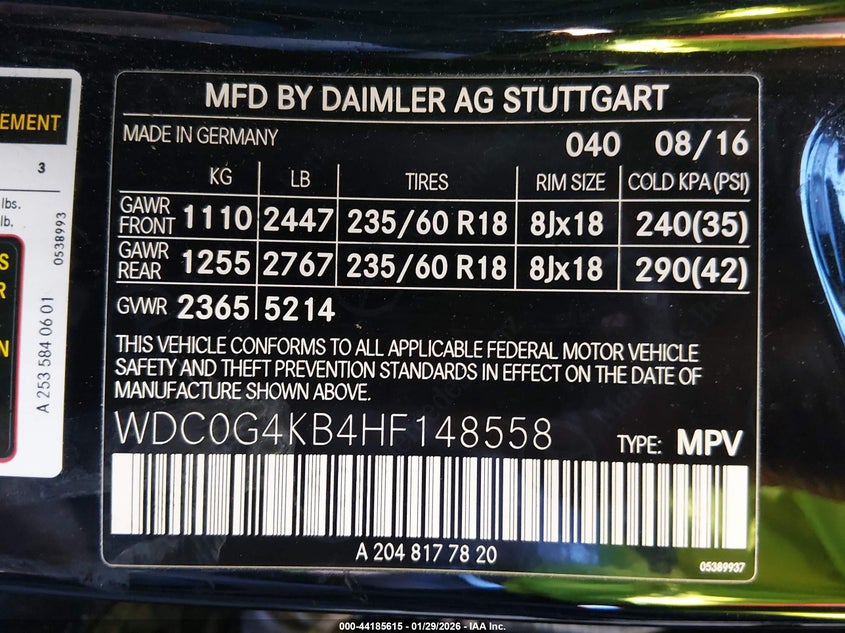 MFD BY DAIMLER AG STUTTGART
MADE IN GERMANY 040 08/16
KG LB TIRES RIM SIZE COLD KPA(PSI)
GAWR FRONT 1110 2447 235/60 R18 8Jx18 240(35)
GAWR REAR 1255 2767 235/60 R18 8Jx18 290(42)
GVWR 2365 5214
THIS VEHICLE CONFORMS TO ALL APPLICABLE FEDERAL MOTOR VEHICLE
SAFETY AND THEFT PREVENTION STANDARDS IN EFFECT ON THE DATE OF
MANUFACTURE SHOWN ABOVE.
WDC0G4KB4HF148558 TYPE: MPV
A 204 817 78 20
05389937
EMENT
3
lbs.
lb.
0538993
S
R
N
A 253 584 06 01
000-44185615 - 01/29/2026 - IAA Inc.